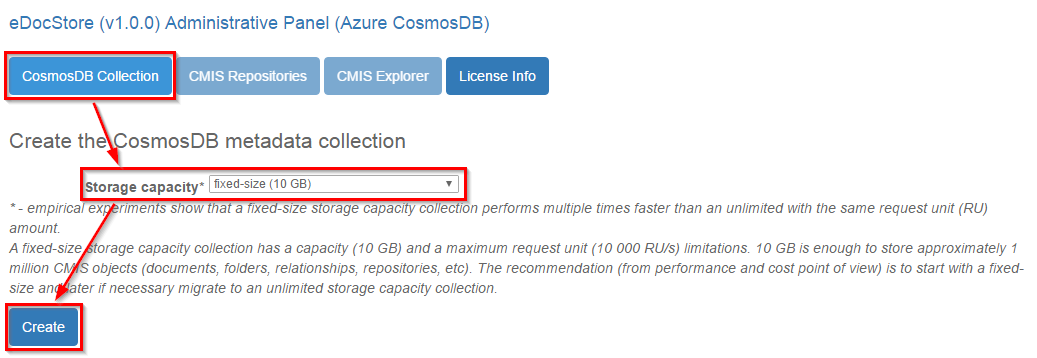 eDocStore (v1.0.0) Administrative Panel (Azure CosmosDB)
CosmosDB Collection CMIS Repositories CMIS Explorer License Info
Create the CosmosDB metadata collection
Storage capacity* fixed-size (10 GB)
* - empirical experiments show that a fixed-size storage capacity collection performs multiple times faster than an unlimited with the same request unit (RU)
amount.
A fixed-size storage capacity collection has a capacity (10 GB) and a maximum request unit (10 000 RU/s) limitations. 10 GB is enough to store approximately 1
million CMIS objects (documents, folders, relationships, repositories, etc). The recommendation (from performance and cost point of view) is to start with a fixed-
size and later if necessary migrate to an unlimited storage capacity collection.
Create